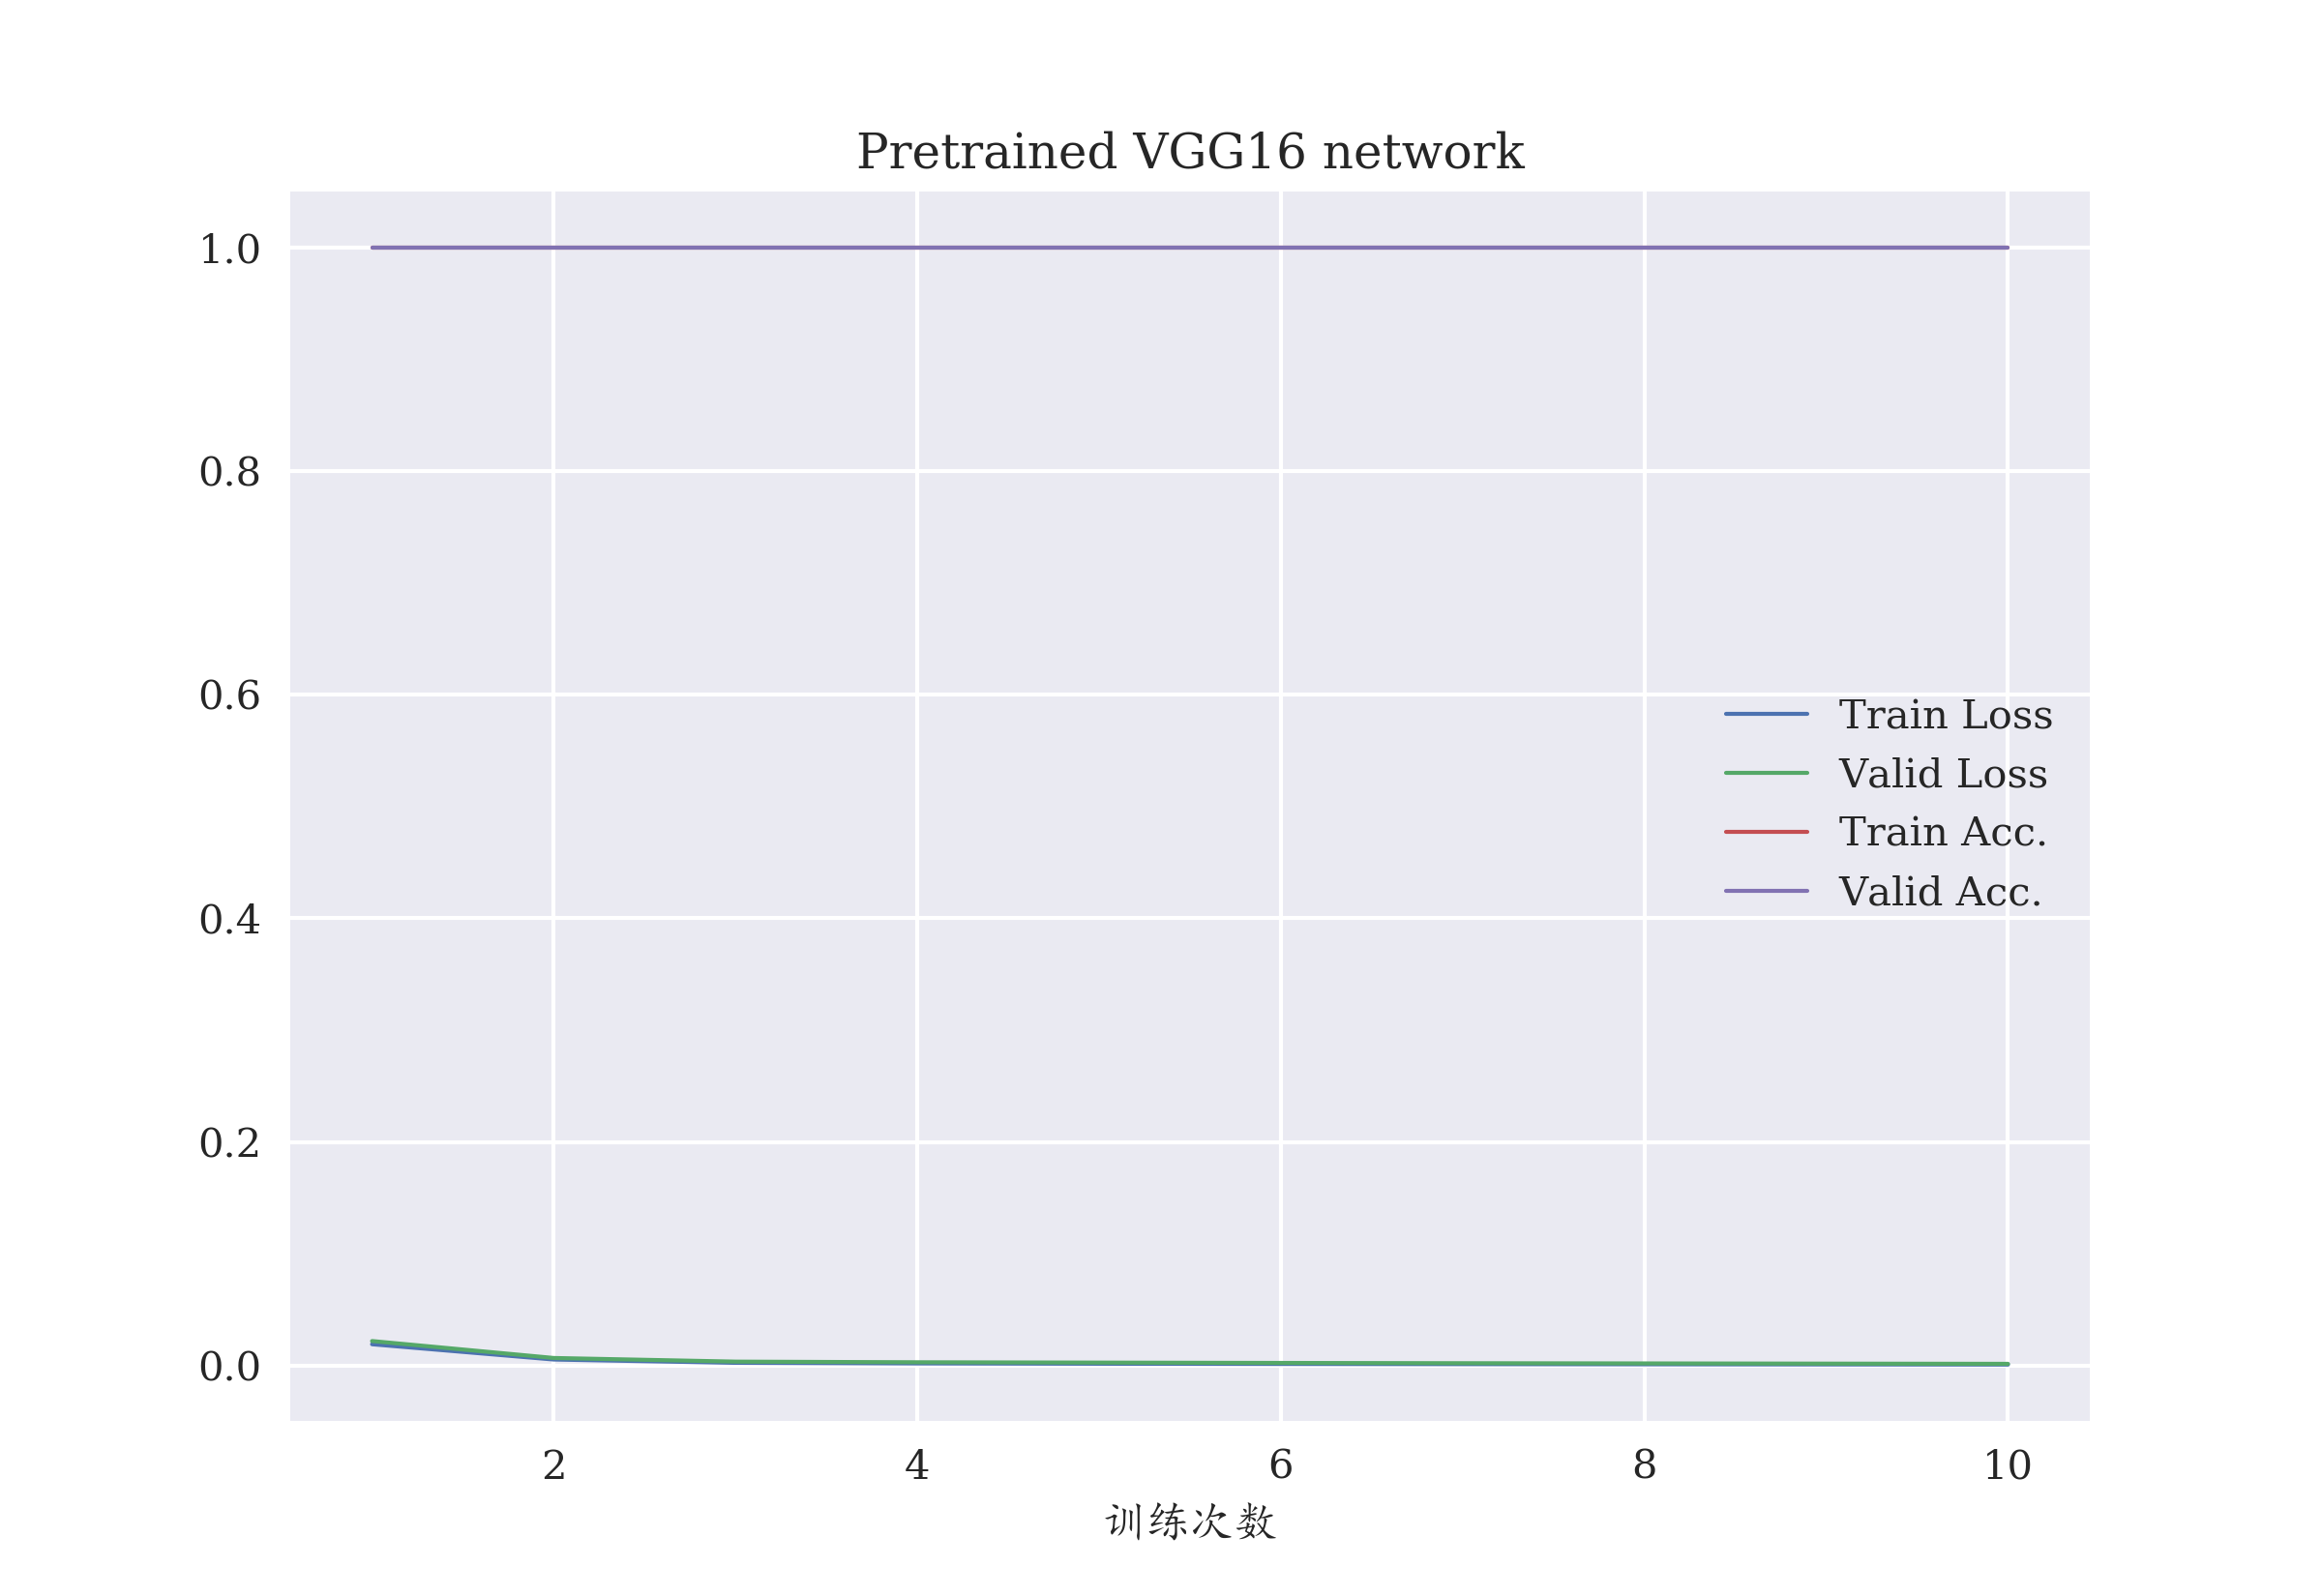 Pretrained VGG16 network
1.0
0.8
0.6
0.4
0.2
0.0
Train Loss
Valid Loss
Train Acc.
Valid Acc.
2 4 6 8 10
训练次数